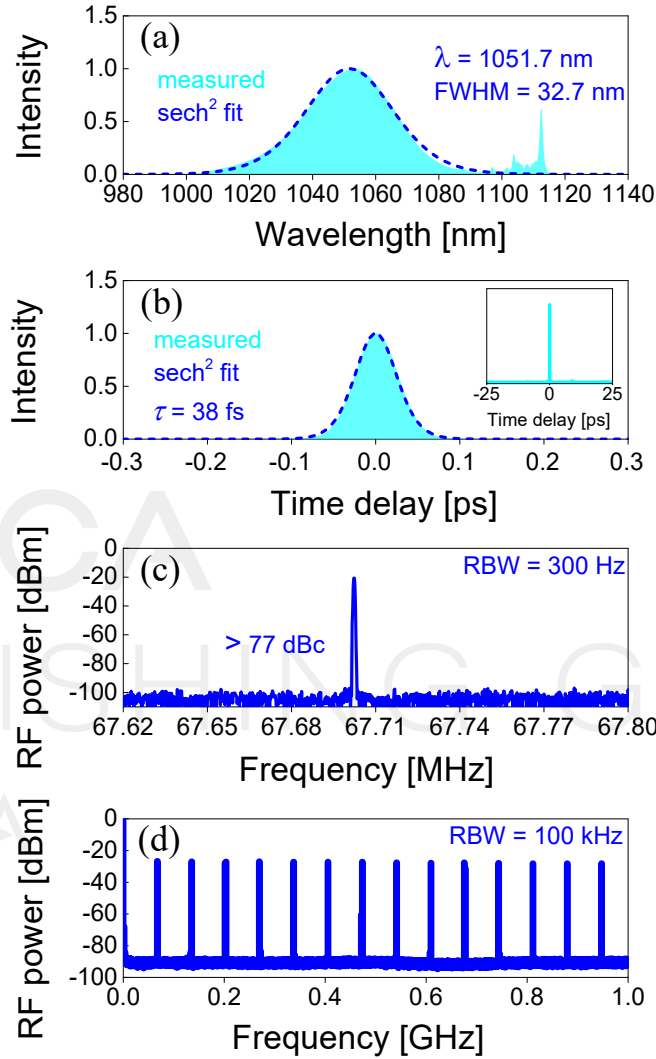 (a)
λ = 1051.7 nm
FWHM = 32.7 nm
measured
sech² fit
Intensity
1.5
1.0
0.5
0.0
980 1000 1020 1040 1060 1080 1100 1120 1140
Wavelength [nm]
(b)
measured
sech² fit
τ = 38 fs
-25 0 25
Time delay [ps]
Intensity
1.5
1.0
0.5
0.0
-0.3 -0.2 -0.1 0.0 0.1 0.2 0.3
Time delay [ps]
(c)
RBW = 300 Hz
> 77 dBc
RF power [dBm]
0
-20
-40
-60
-80
-100
67.62 67.65 67.68 67.71 67.74 67.77 67.80
Frequency [MHz]
(d)
RBW = 100 kHz
RF power [dBm]
0
-20
-40
-60
-80
-100
0.0 0.2 0.4 0.6 0.8 1.0
Frequency [GHz]